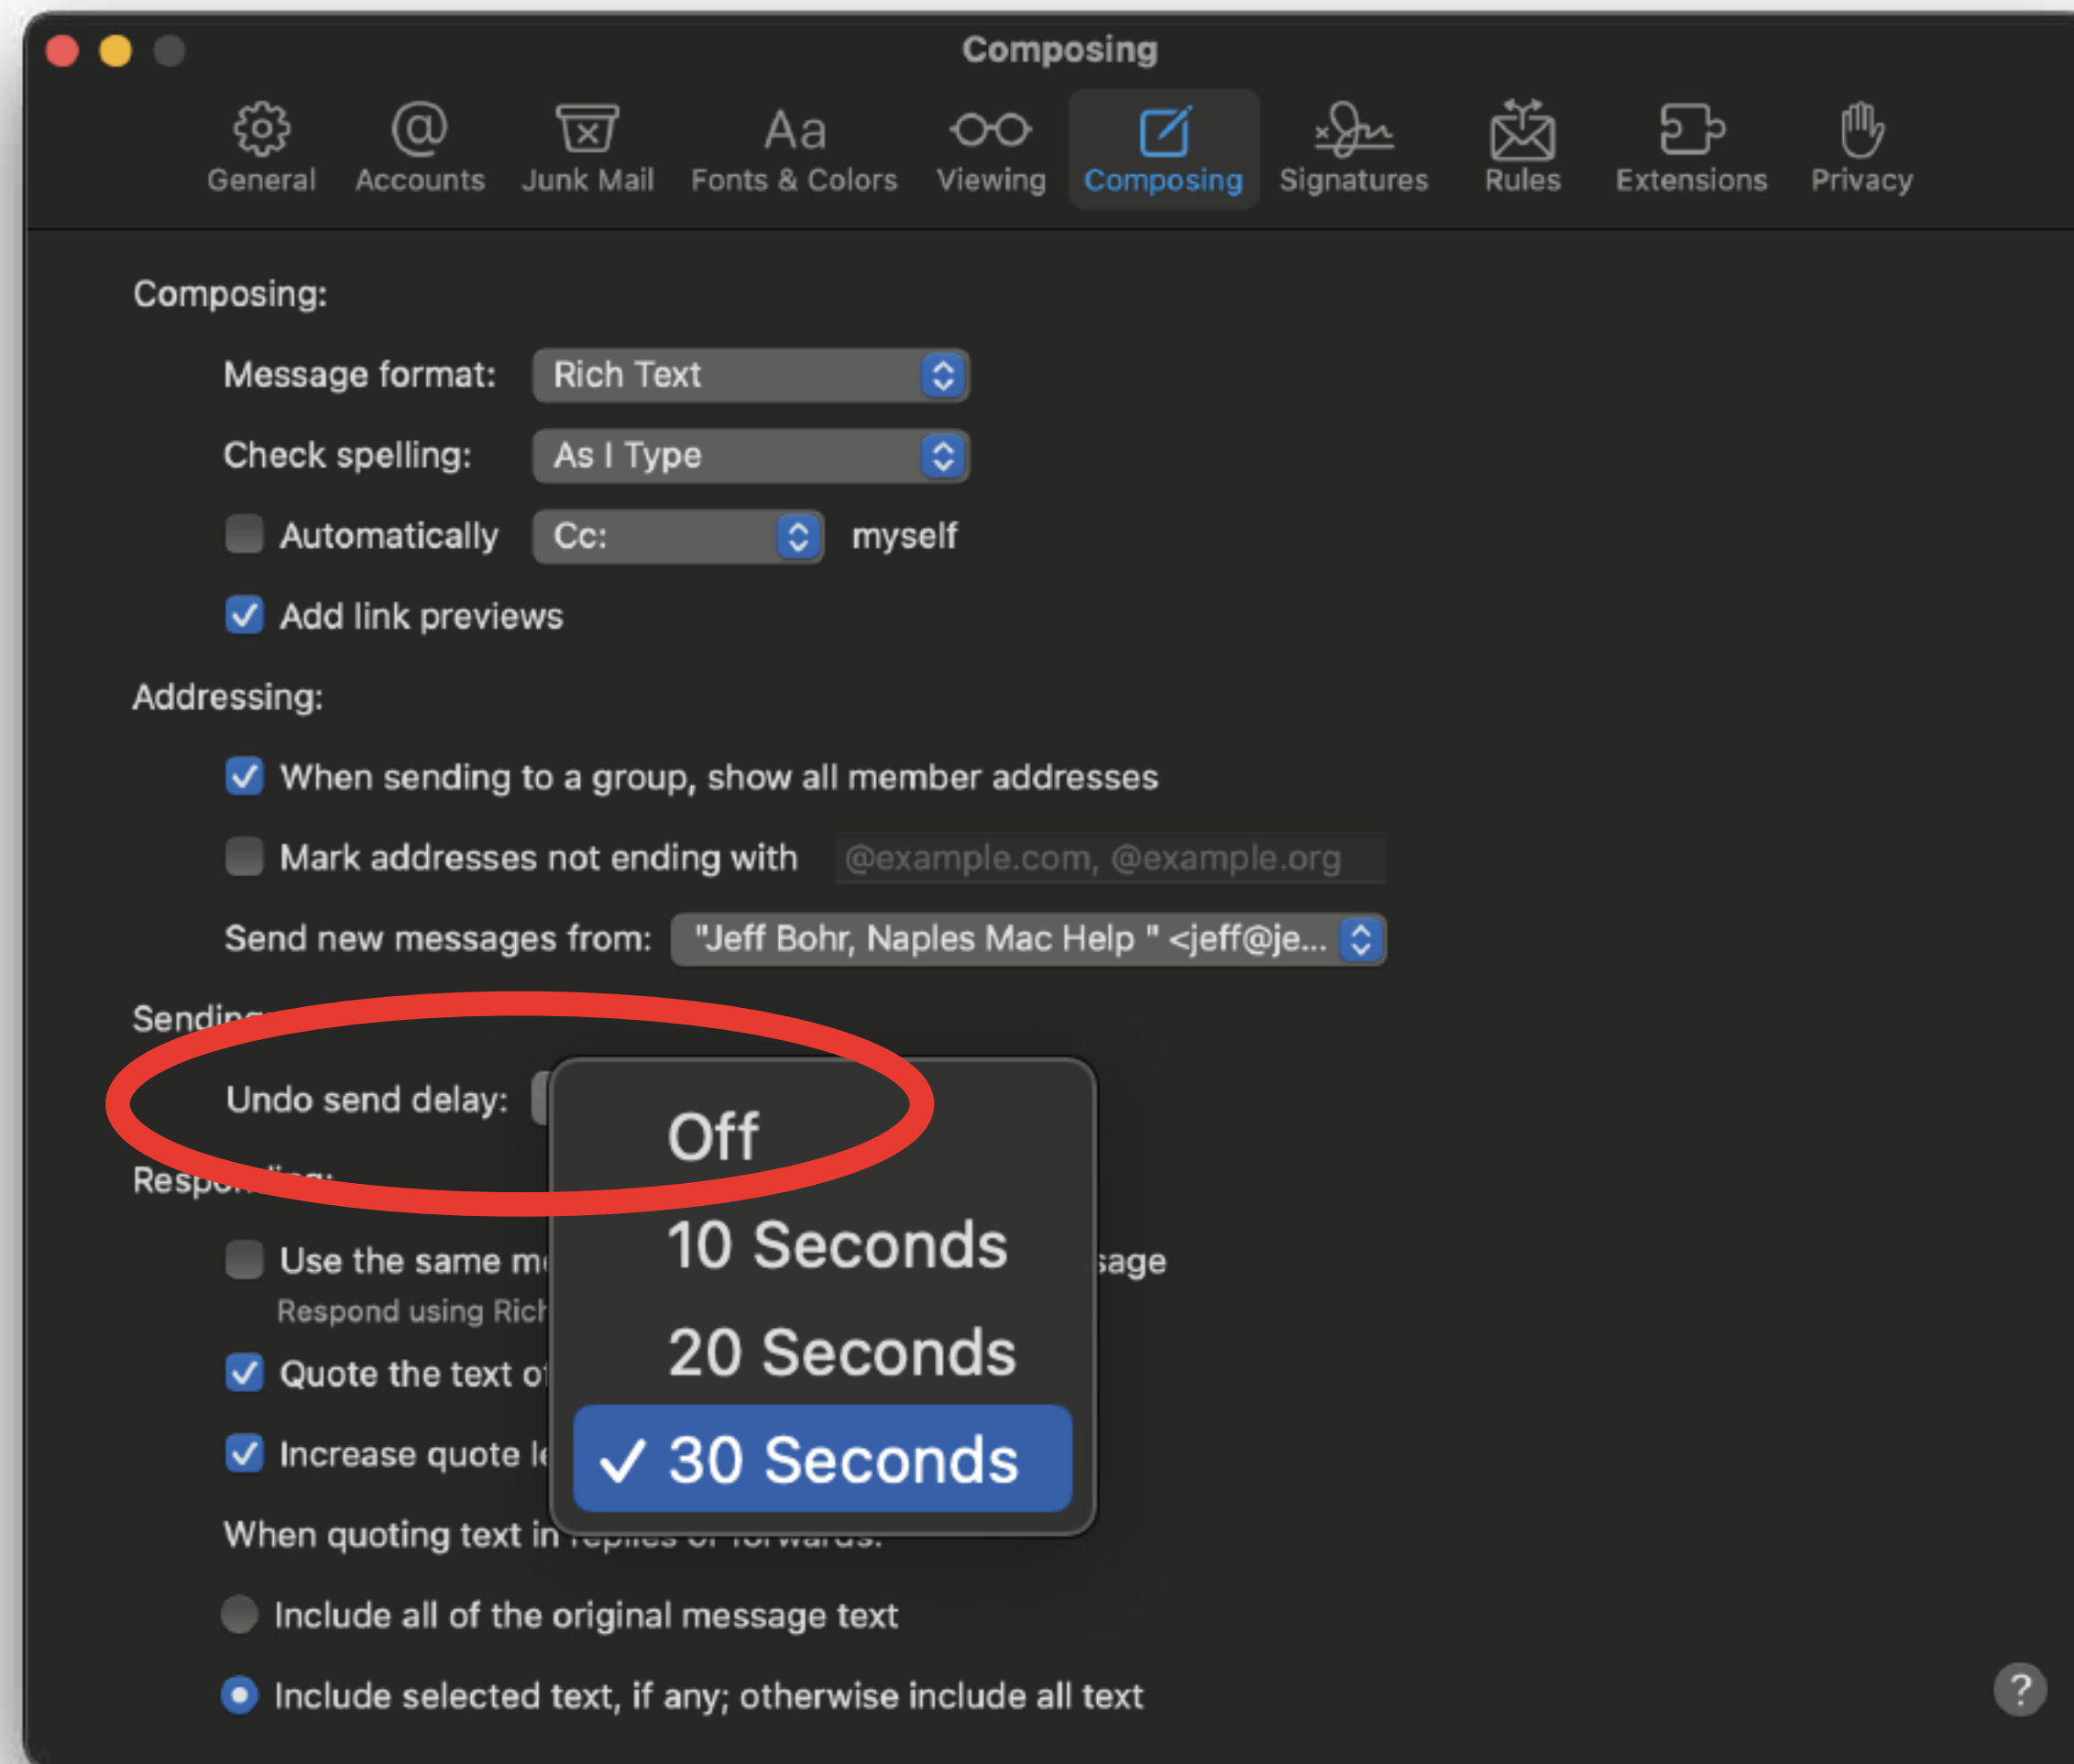 Composing
General Accounts Junk Mail Fonts & Colors Viewing Composing Signatures Rules Extensions Privacy
Composing:
Message format: Rich Text
Check spelling: As I Type
Automatically Cc: myself
Add link previews
Addressing:
When sending to a group, show all member addresses
Mark addresses not ending with @example.com, @example.org
Send new messages from: "Jeff Bohr, Naples Mac Help " <jeff@je...
Sending
Undo send delay:
Off
10 Seconds
20 Seconds
30 Seconds
Responding:
Use the same
Respond using
Quote the text
Increase quote
When quoting text in replies or forwards:
Include all of the original message text
Include selected text, if any; otherwise include all text
?